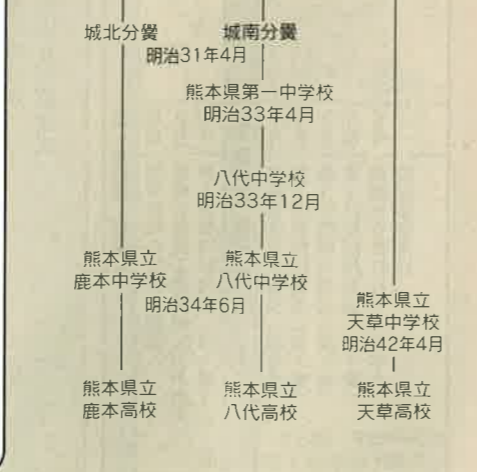 城北分黌
城南分黌
明治31年4月
熊本県第一中学校
明治33年4月
八代中学校
明治33年12月
熊本県立
鹿本中学校
熊本県立
八代中学校
明治34年6月
熊本県立
天草中学校
明治42年4月
熊本県立
鹿本高校
熊本県立
八代高校
熊本県立
天草高校